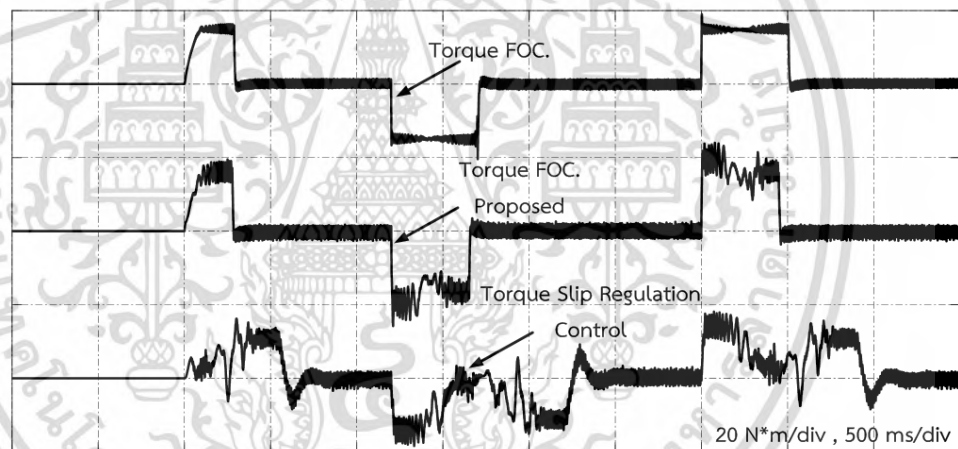 Torque FOC.
Torque FOC.
Proposed
Torque Slip Regulation
Control
20 N*m/div , 500 ms/div